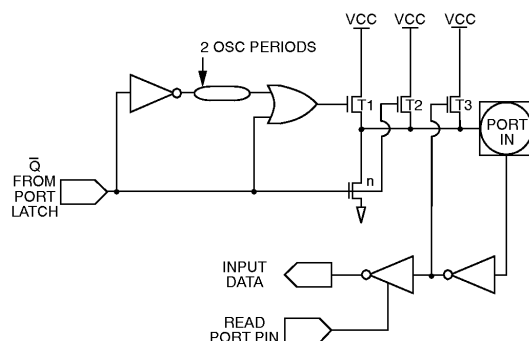 VCC VCC VCC
2 OSC PERIODS
T1 T2 T3
PORT
IN
Q
FROM
PORT
LATCH
n
INPUT
DATA
READ
PORT PIN